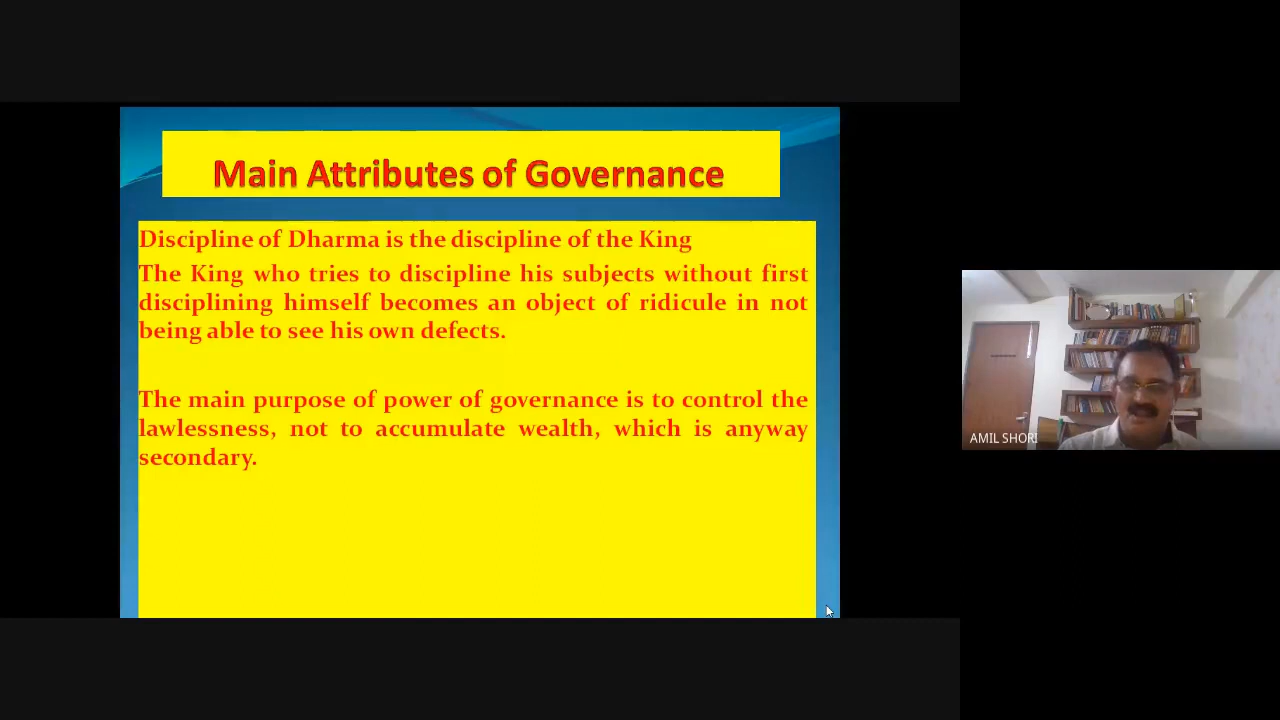 Main Attributes of Governance
Discipline of Dharma is the discipline of the King
The King who tries to discipline his subjects without first
disciplining himself becomes an object of ridicule in not
being able to see his own defects.
The main purpose of power of governance is to control the
lawlessness, not to accumulate wealth, which is anyway
secondary.
AMIL SHORI